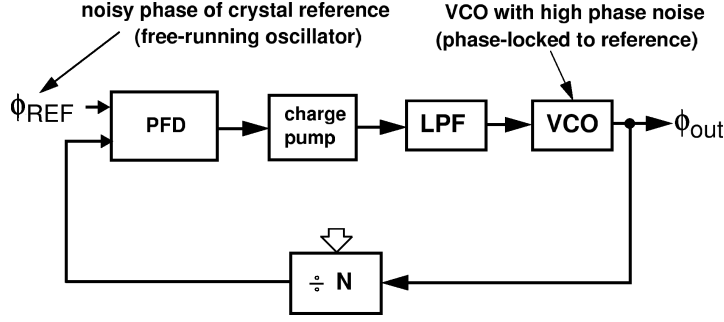 noisy phase of crystal reference
(free-running oscillator)
VCO with high phase noise
(phase-locked to reference)
ϕREF
PFD
charge
pump
LPF
VCO
ϕout
÷ N